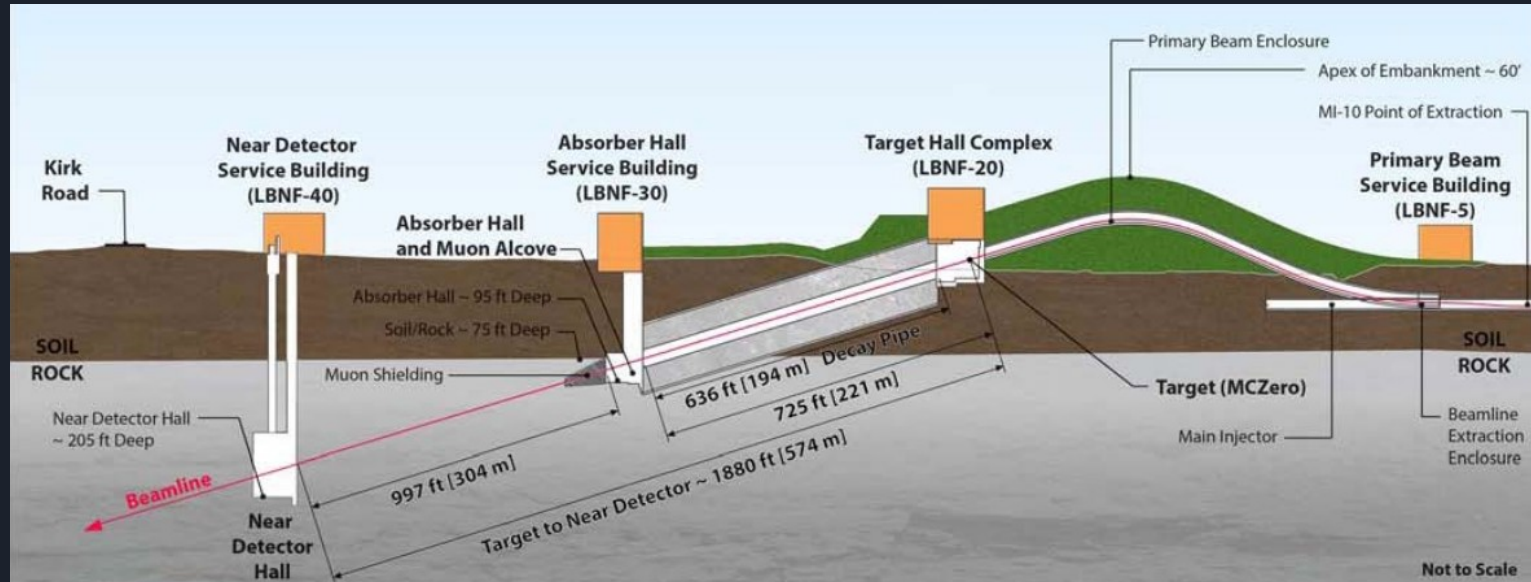 Primary Beam Enclosure
Apex of Embankment ~ 60'
MI-10 Point of Extraction
Kirk
Road
Near Detector
Service Building
(LBNF-40)
Absorber Hall
Service Building
(LBNF-30)
Target Hall Complex
(LBNF-20)
Primary Beam
Service Building
(LBNF-5)
Absorber Hall
and Muon Alcove
Absorber Hall ~ 95 ft Deep
Soil/Rock ~ 75 ft Deep
Muon Shielding
SOIL
ROCK
SOIL
ROCK
Near Detector Hall
~ 205 ft Deep
636 ft [194 m] Decay Pipe
725 ft [221 m]
997 ft [304 m]
Target to Near Detector ~ 1880 ft [574 m]
Target (MCZero)
Main Injector
Beamline
Extraction
Enclosure
Beamline
Near
Detector
Hall
Not to Scale